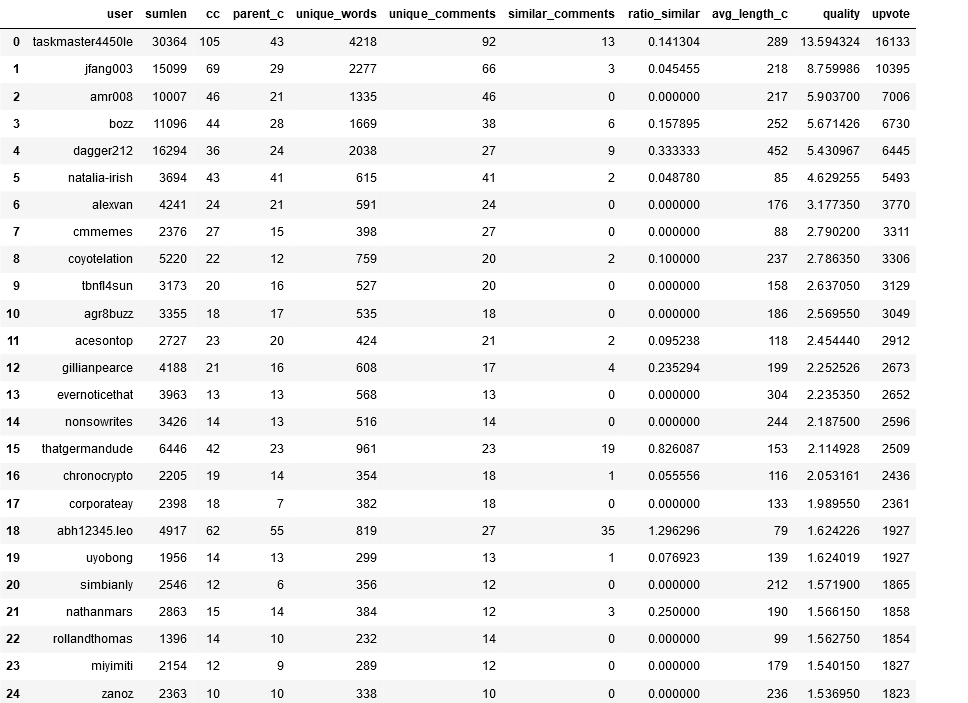 user sumlen cc parent_c unique_words unique_comments similar_comments ratio_similar avg_length_c quality upvote
0 taskmaster4450le 30364 105 43 4218 92 13 0.141304 289 13.594324 16133
1 jfang003 15099 69 29 2277 66 3 0.045455 218 8.759986 10395
2 amr008 10007 46 21 1335 46 0 0.000000 217 5.903700 7006
3 bozz 11096 44 28 1669 38 6 0.157895 252 5.671426 6730
4 dagger212 16294 36 24 2038 27 9 0.333333 452 5.430967 6445
5 natalia-irish 3694 43 41 615 41 2 0.048780 85 4.629255 5493
6 alexvan 4241 24 21 591 24 0 0.000000 176 3.177350 3770
7 cmmemes 2376 27 15 398 27 0 0.000000 88 2.790200 3311
8 coyotelation 5220 22 12 759 20 2 0.100000 237 2.786350 3306
9 tbnfl4sun 3173 20 16 527 20 0 0.000000 158 2.637050 3129
10 agr8buzz 3355 18 17 535 18 0 0.000000 186 2.569550 3049
11 acesontop 2727 23 20 424 21 2 0.095238 118 2.454440 2912
12 gillianpearce 4188 21 16 608 17 4 0.235294 199 2.252526 2673
13 evernoticethat 3963 13 13 568 13 0 0.000000 304 2.235350 2652
14 nonsowrites 3426 14 13 516 14 0 0.000000 244 2.187500 2596
15 thatgermandude 6446 42 23 961 23 19 0.826087 153 2.114928 2509
16 chronocrypto 2205 19 14 354 18 1 0.055556 116 2.053161 2436
17 corporateay 2398 18 7 382 18 0 0.000000 133 1.989550 2361
18 abh12345.leo 4917 62 55 819 27 35 1.296296 79 1.624226 1927
19 uyobong 1956 14 13 299 13 1 0.076923 139 1.624019 1927
20 simbianly 2546 12 6 356 12 0 0.000000 212 1.571900 1865
21 nathanmars 2863 15 14 384 12 3 0.250000 190 1.566150 1858
22 rollandthomas 1396 14 10 232 14 0 0.000000 99 1.562750 1854
23 miyimiti 2154 12 9 289 12 0 0.000000 179 1.540150 1827
24 zanoz 2363 10 10 338 10 0 0.000000 236 1.536950 1823